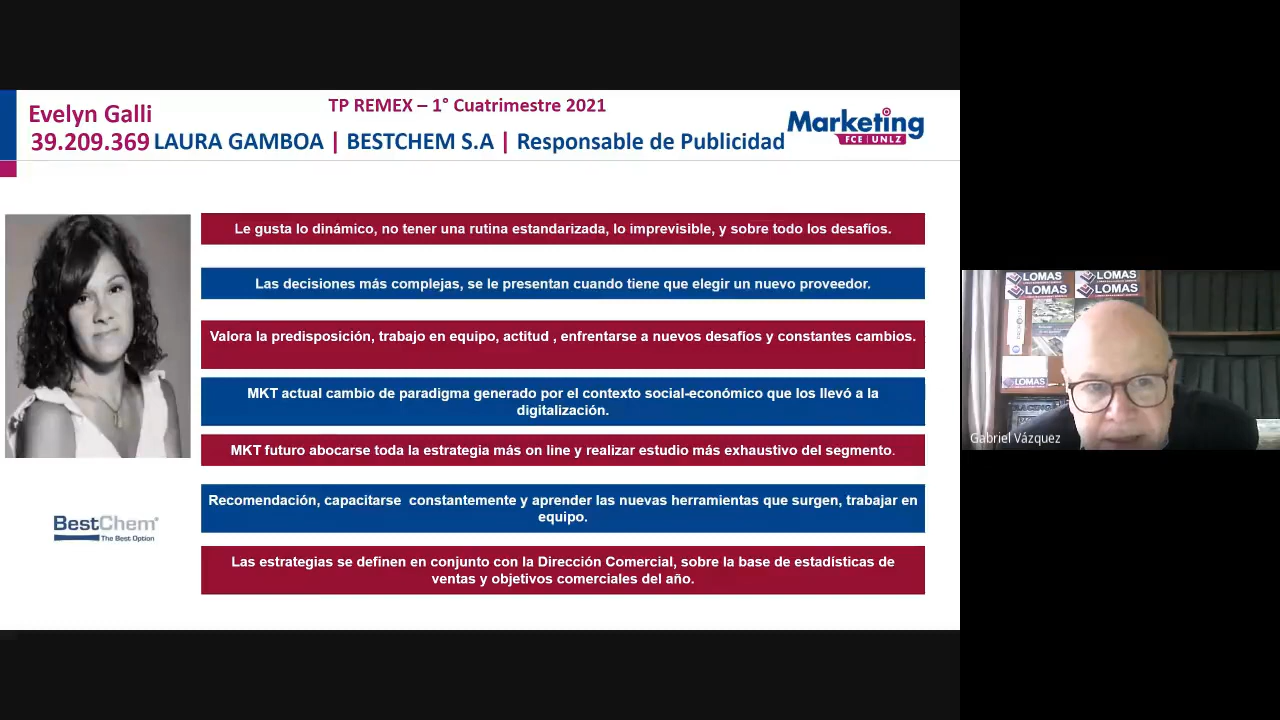 TP REMEX – 1° Cuatrimestre 2021
Evelyn Galli
39.209.369 LAURA GAMBOA | BESTCHEM S.A | Responsable de Publicidad
Marketing
FCE | UNLZ
Le gusta lo dinámico, no tener una rutina estandarizada, lo imprevisible, y sobre todo los desafíos.
Las decisiones más complejas, se le presentan cuando tiene que elegir un nuevo proveedor.
Valora la predisposición, trabajo en equipo, actitud , enfrentarse a nuevos desafíos y constantes cambios.
MKT actual cambio de paradigma generado por el contexto social-económico que los llevó a la
digitalización.
MKT futuro abocarse toda la estrategia más on line y realizar estudio más exhaustivo del segmento.
Recomendación, capacitarse constantemente y aprender las nuevas herramientas que surgen, trabajar en
equipo.
Las estrategias se definen en conjunto con la Dirección Comercial, sobre la base de estadísticas de
ventas y objetivos comerciales del año.
BestChem®
The Best Option
LOMAS
LOMAS
LOMAS
LOMAS
LOMAS
Gabriel Vázquez